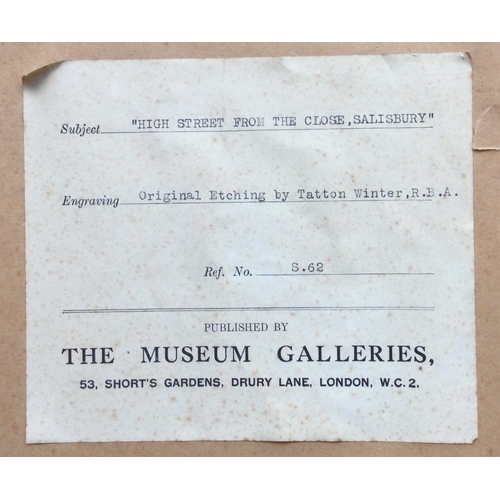 Subject "HIGH STREET FROM THE CLOSE,SALISBURY"
Engraving Original Etching by Tatton Winter,R.B.A.
Ref. No. S.62
PUBLISHED BY
THE MUSEUM GALLERIES,
53, SHORT'S GARDENS, DRURY LANE, LONDON, W.C.2.